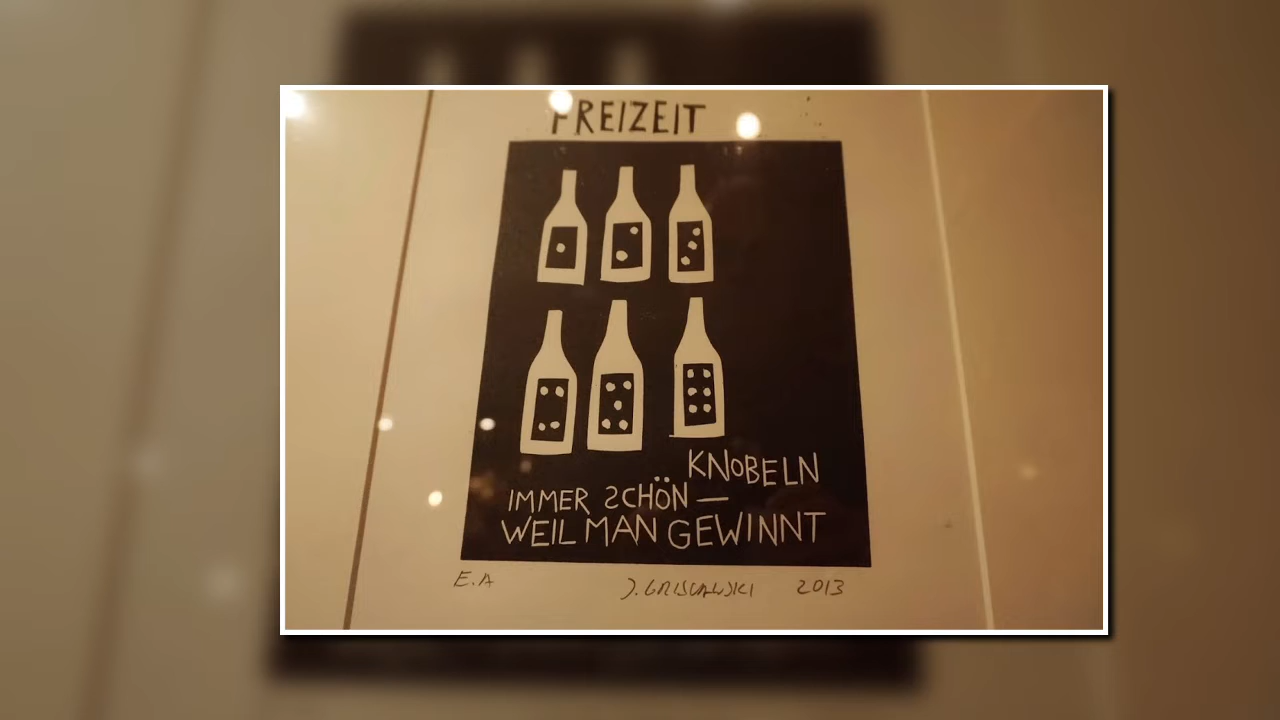 FREIZEIT
KNOBELN
IMMER SCHÖN —
WEIL MAN GEWINNT
E.A 2013